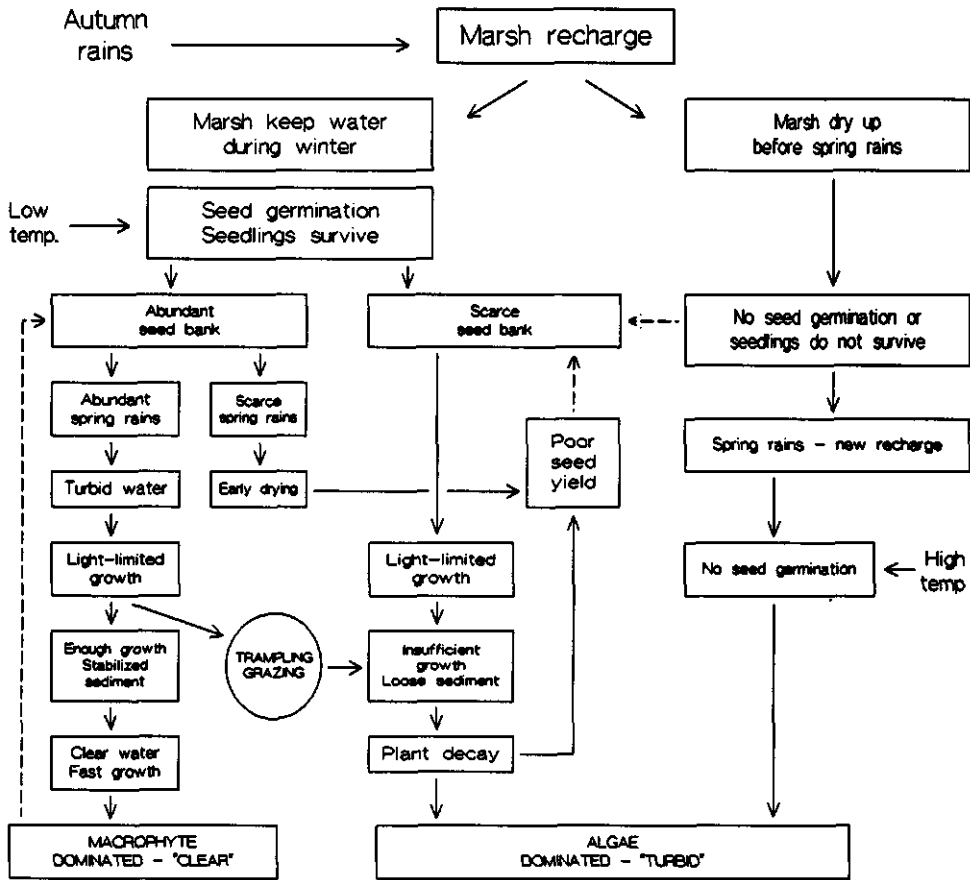 Autumn
rains
Marsh recharge
Marsh keep water
during winter
Marsh dry up
before spring rains
Low
temp.
Seed germination
Seedlings survive
Abundant
seed bank
Scarce
seed bank
No seed germination or
seedlings do not survive
Abundant
spring rains
Scarce
spring rains
Poor
seed
yield
Spring rains - new recharge
Turbid water
Early drying
Light-limited
growth
Light-limited
growth
No seed germination
High
temp
Enough growth
Stabilized
sediment
TRAMPLING
GRAZING
Insufficient
growth
Loose sediment
Clear water
Fast growth
Plant decay
MACROPHYTE
DOMINATED - "CLEAR"
ALGAE
DOMINATED - "TURBID"